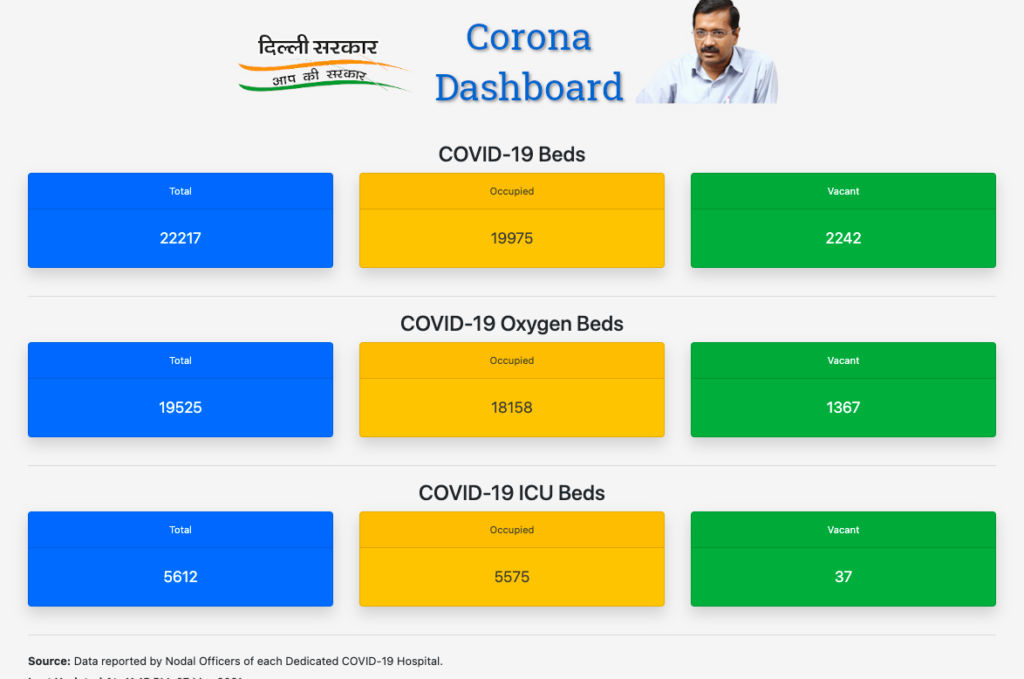 दिल्ली सरकार
आप की सरकार
Corona
Dashboard
COVID-19 Beds
Total
Occupied
Vacant
22217
19975
2242
COVID-19 Oxygen Beds
Total
Occupied
Vacant
19525
18158
1367
COVID-19 ICU Beds
Total
Occupied
Vacant
5612
5575
37
Source: Data reported by Nodal Officers of each Dedicated COVID-19 Hospital.